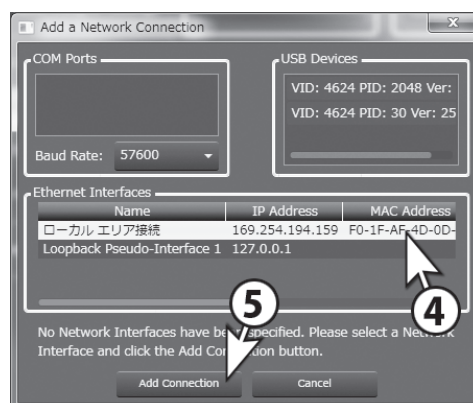 Add a Network Connection
COM Ports
USB Devices
VID: 4624 PID: 2048 Ver:
VID: 4624 PID: 30 Ver: 25
Baud Rate: 57600
Ethernet Interfaces
Name IP Address MAC Address
ローカル エリア接続 169.254.194.159 F0-1F-AF-4D-0D-
Loopback Pseudo-Interface 1 127.0.0.1
5
4
No Network Interfaces have be specified. Please select a Network
Interface and click the Add Connection button.
Add Connection Cancel